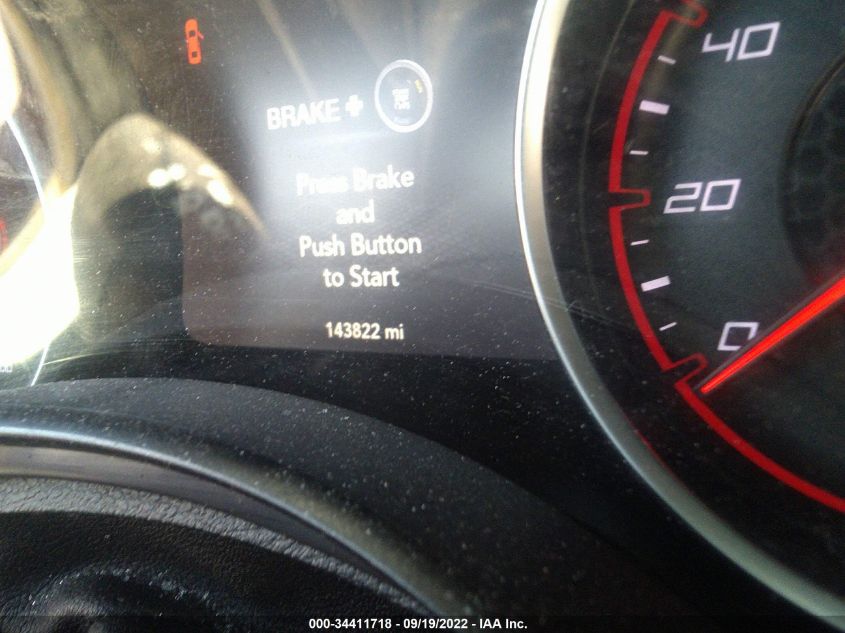 BRAKE +
Press Brake
and
Push Button
to Start
143822 mi
40
20
0
000-34411718 - 09/19/2022 - IAA Inc.